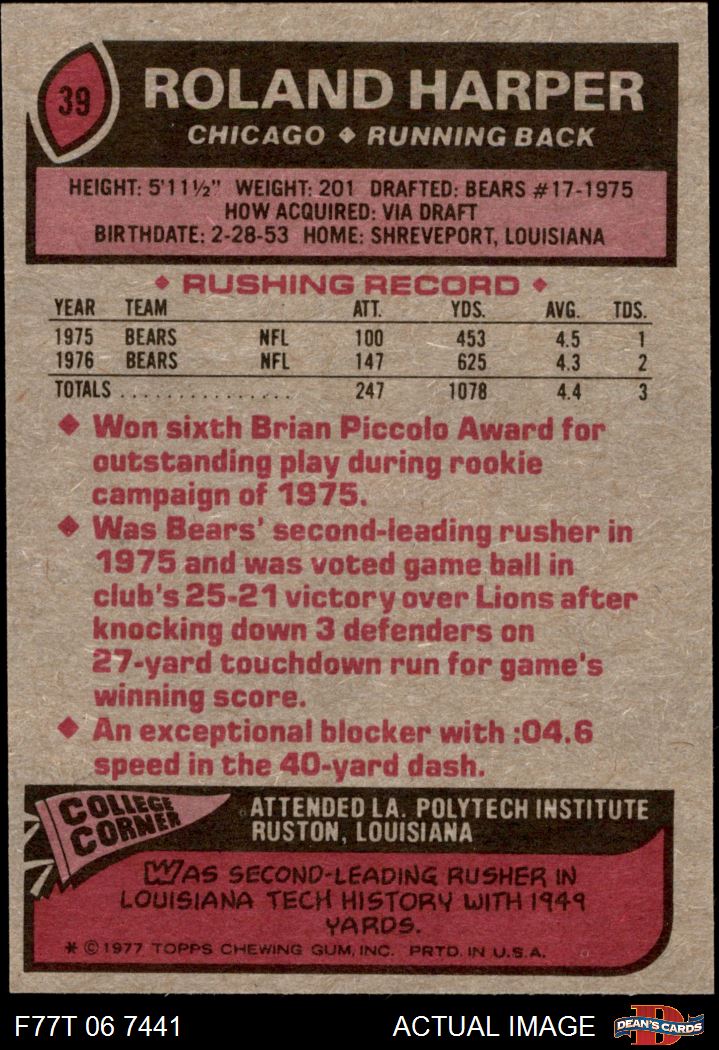 39
ROLAND HARPER
CHICAGO ◆ RUNNING BACK
HEIGHT: 5'11½" WEIGHT: 201 DRAFTED: BEARS #17-1975
HOW ACQUIRED: VIA DRAFT
BIRTHDATE: 2-28-53 HOME: SHREVEPORT, LOUISIANA
◆ RUSHING RECORD ◆
YEAR TEAM ATT. YDS. AVG. TDS.
1975 BEARS NFL 100 453 4.5 1
1976 BEARS NFL 147 625 4.3 2
TOTALS . . . . . . . . . . . . . . . 247 1078 4.4 3
◆ Won sixth Brian Piccolo Award for
outstanding play during rookie
campaign of 1975.
◆ Was Bears' second-leading rusher in
1975 and was voted game ball in
club's 25-21 victory over Lions after
knocking down 3 defenders on
27-yard touchdown run for game's
winning score.
◆ An exceptional blocker with :04.6
speed in the 40-yard dash.
COLLEGE
CORNER
ATTENDED LA. POLYTECH INSTITUTE
RUSTON, LOUISIANA
WAS SECOND-LEADING RUSHER IN
LOUISIANA TECH HISTORY WITH 1949
YARDS.
* © 1977 TOPPS CHEWING GUM, INC. PRTD. IN U.S.A.
F77T 06 7441
ACTUAL IMAGE
D
DEAN'S CARDS